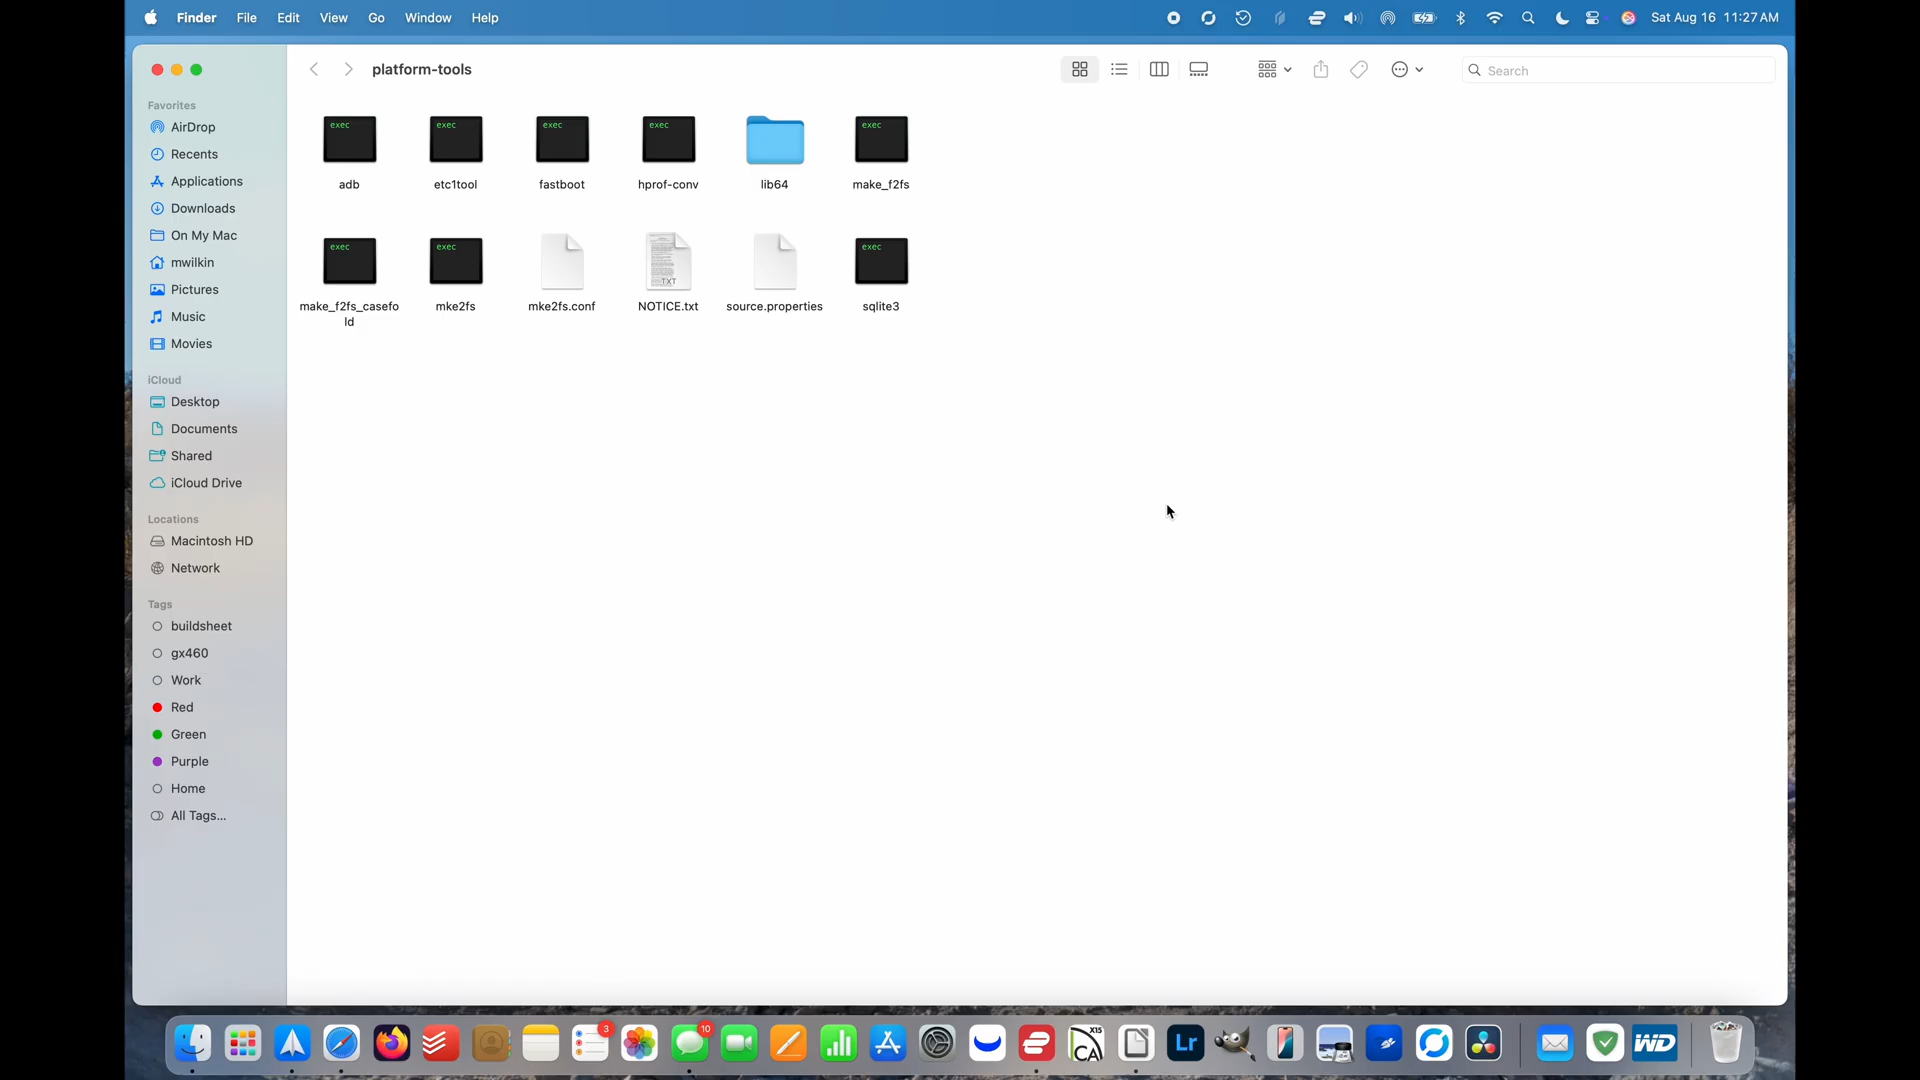 Finder File Edit View Go Window Help Sat Aug 16 11:27 AM
platform-tools
Search
Favorites
AirDrop
Recents
Applications
Downloads
On My Mac
mwilkin
Pictures
Music
Movies
iCloud
Desktop
Documents
Shared
iCloud Drive
Locations
Macintosh HD
Network
Tags
buildsheet
gx460
Work
Red
Green
Purple
Home
All Tags...
exec exec exec exec exec
adb etc1tool fastboot hprof-conv lib64 make_f2fs
exec exec TXT exec
make_f2fs_casefo mke2fs mke2fs.conf NOTICE.txt source.properties sqlite3
ld
3 10 X15 CA Lr WD